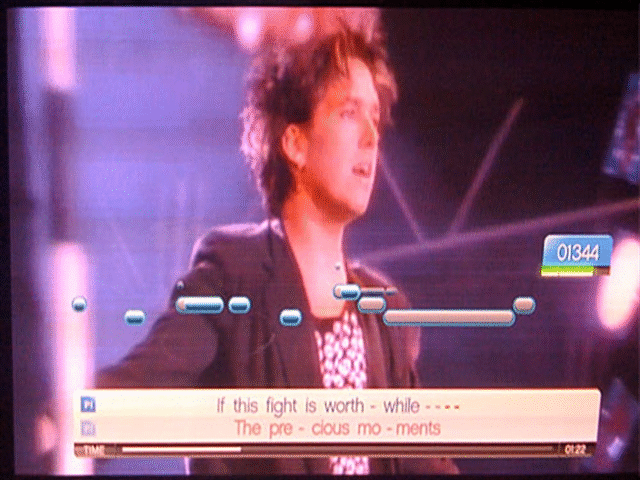 01344
P1 If this fight is worth - while - - - -
P1 The pre - cious mo - ments
TIME 01:22